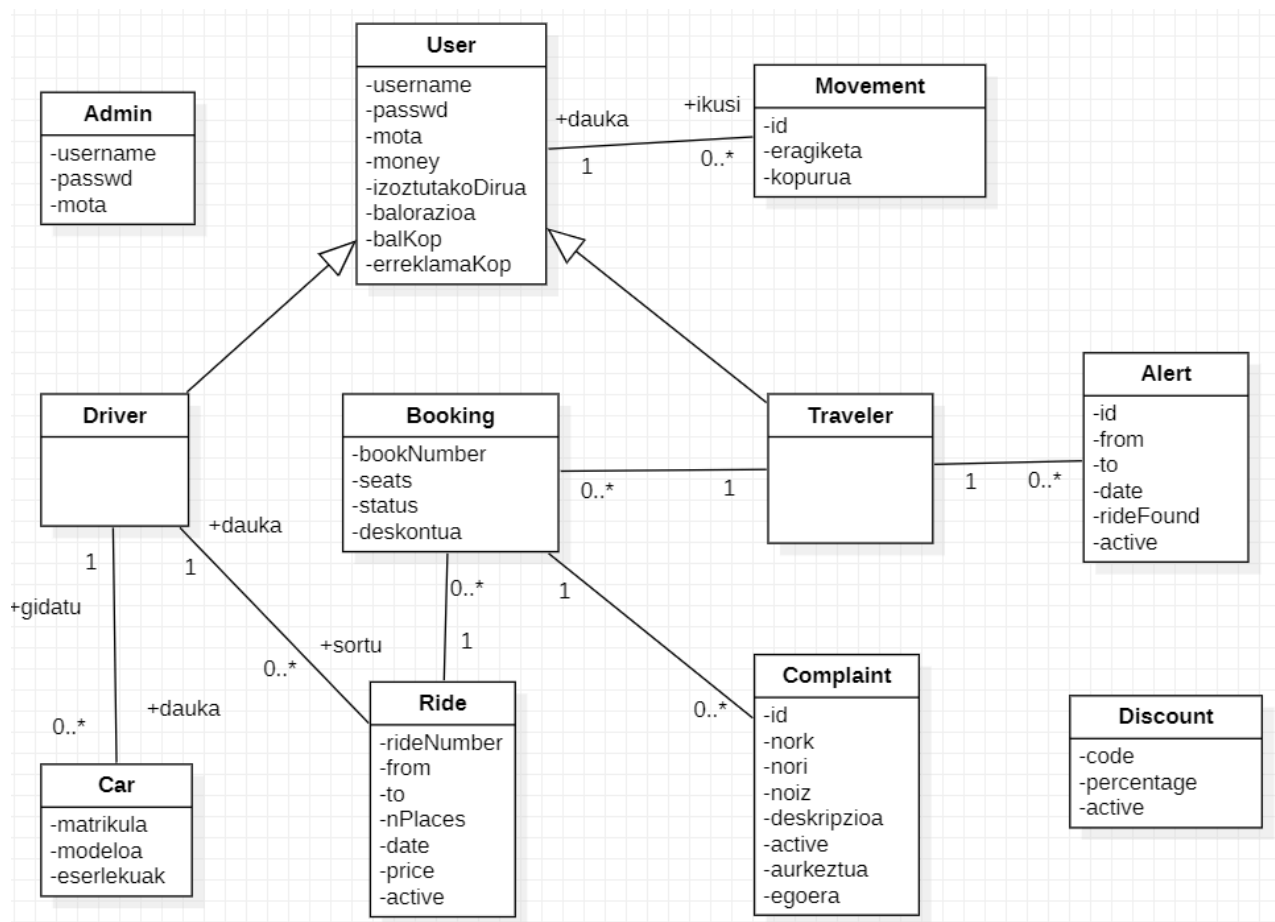 User
-username
-passwd
-mota
-money
-izoztutakoDirua
-balorazioa
-balKop
-erreklamaKop
Admin
-username
-passwd
-mota
Movement
-id
-eragiketa
-kopurua
+dauka
+ikusi
1
0..*
Driver
Booking
-bookNumber
-seats
-status
-deskontua
Traveler
Alert
-id
-from
-to
-date
-rideFound
-active
0..*
1
1
0..*
+dauka
1
1
+gidatu
+sortu
0..*
0..*
+dauka
0..*
1
1
0..*
Car
-matrikula
-modeloa
-eserlekuak
Ride
-rideNumber
-from
-to
-nPlaces
-date
-price
-active
Complaint
-id
-nork
-nori
-noiz
-deskripzioa
-active
-aurkeztua
-egoera
Discount
-code
-percentage
-active